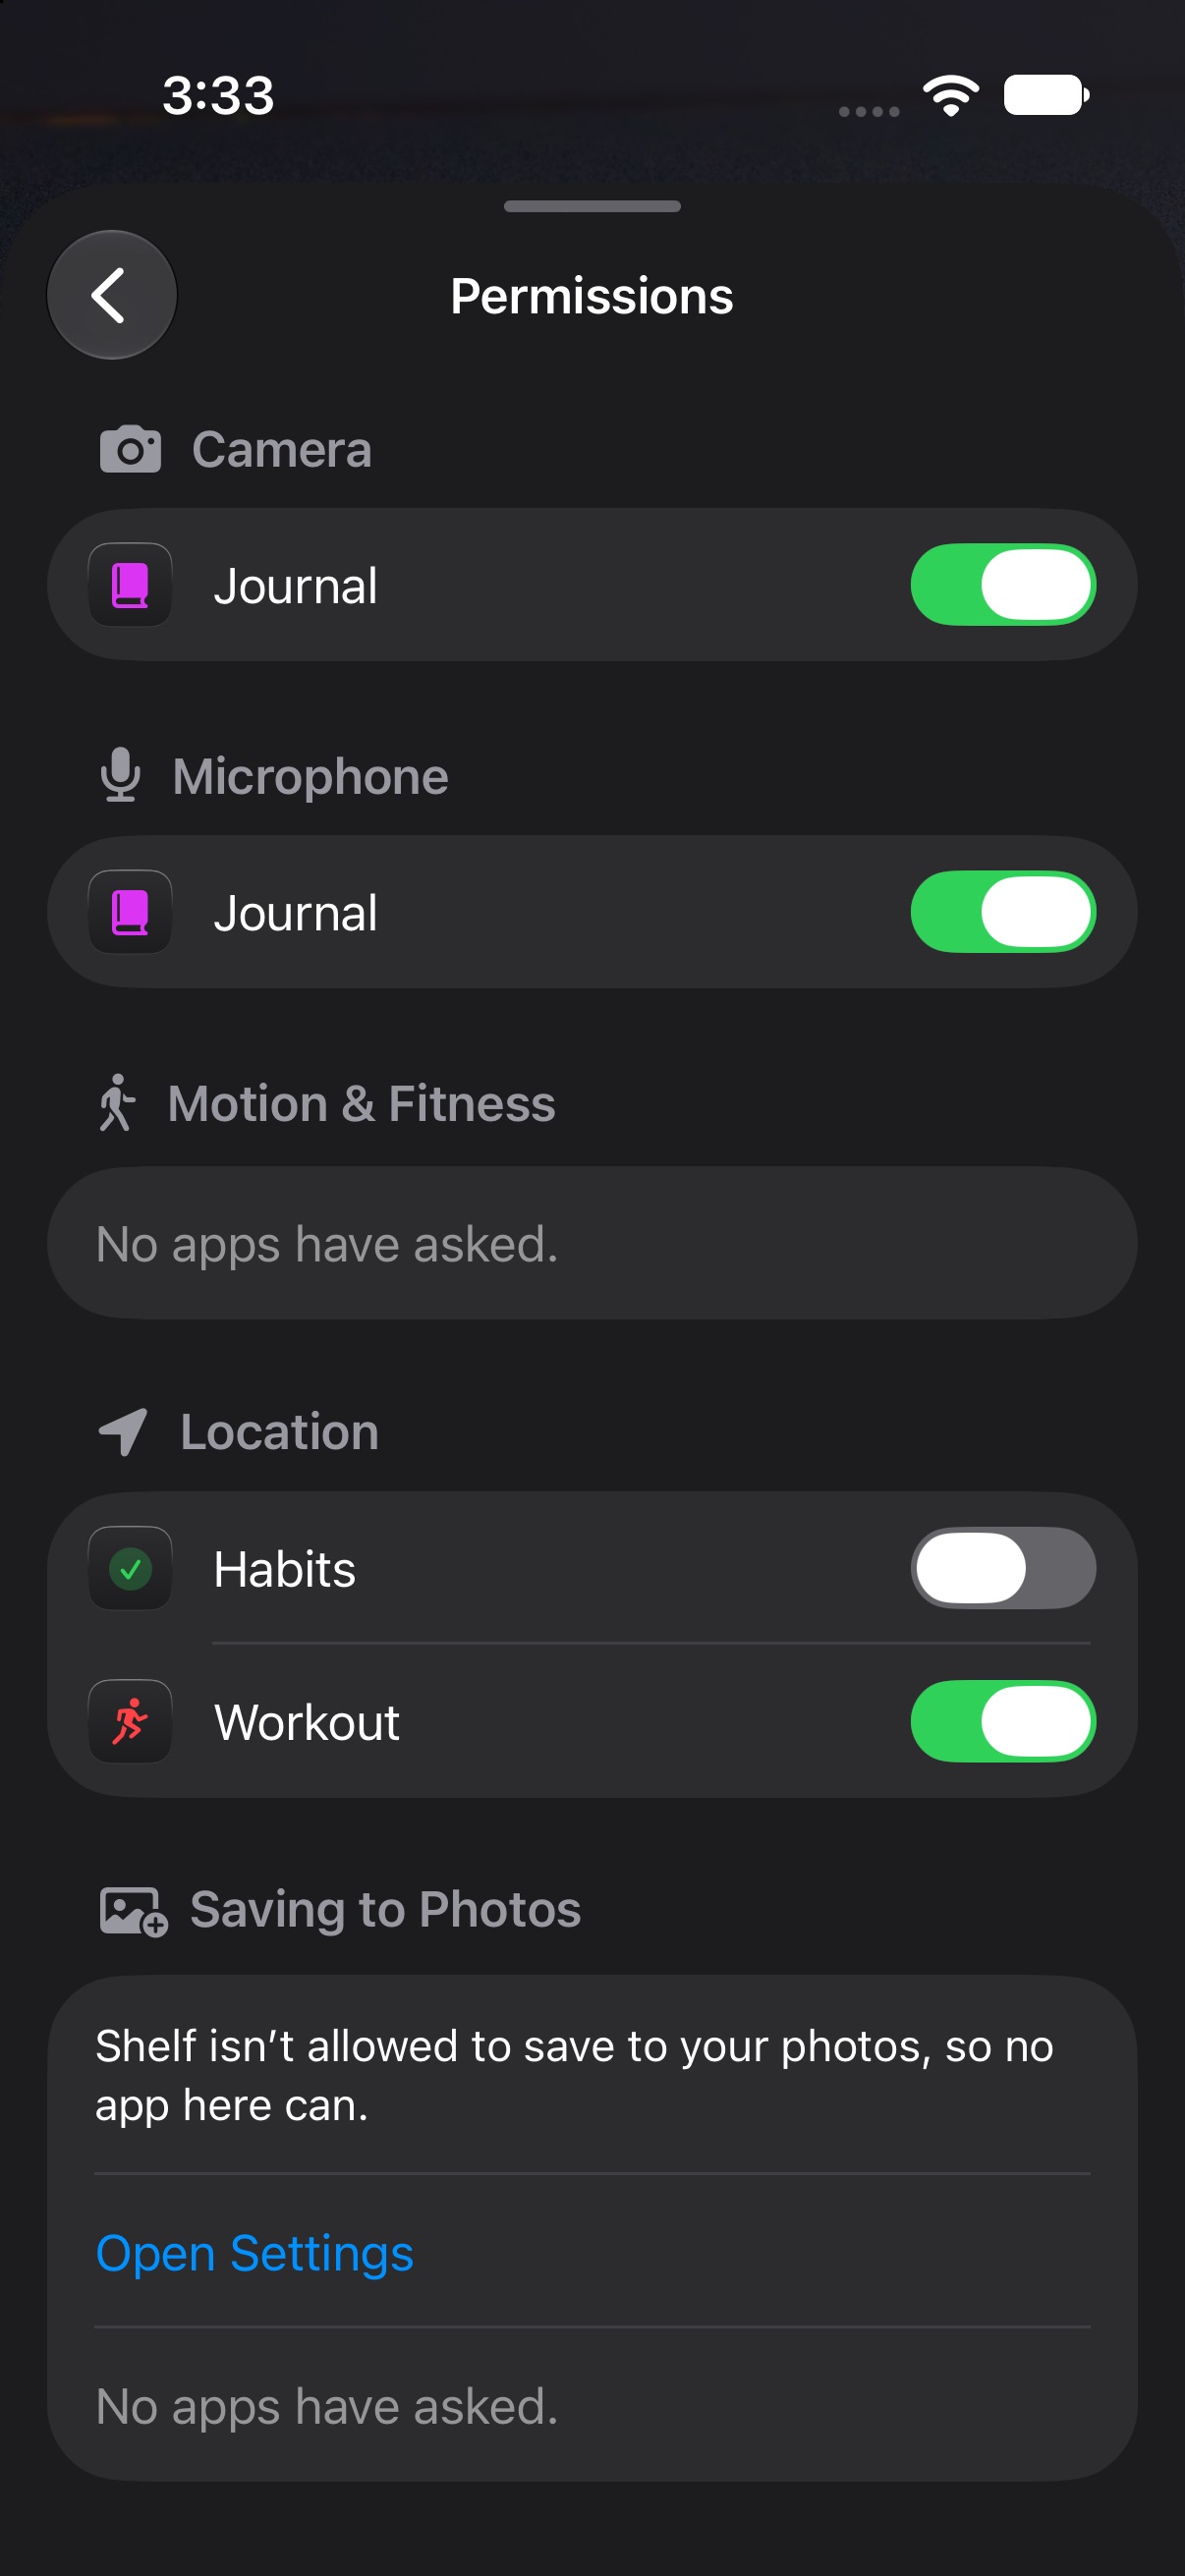 3:33
Permissions
Camera
Journal
Microphone
Journal
Motion & Fitness
No apps have asked.
Location
Habits
Workout
Saving to Photos
Shelf isn’t allowed to save to your photos, so no
app here can.
Open Settings
No apps have asked.